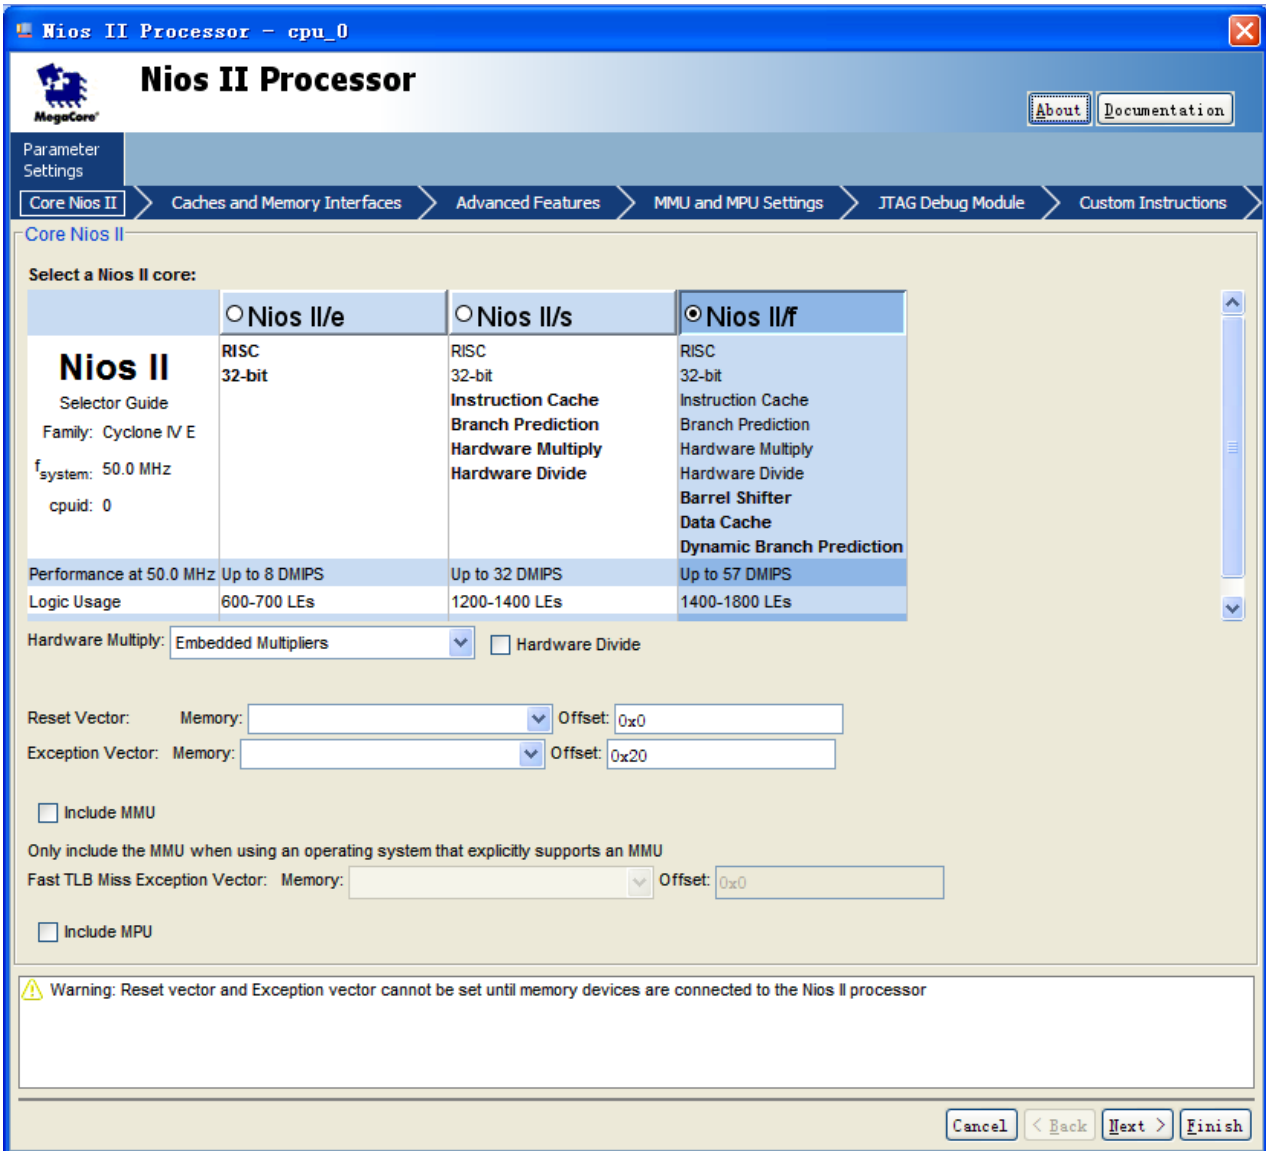 Nios II Processor - cpu_0
Nios II Processor
MegaCore®
About
Documentation
Parameter
Settings
Core Nios II
Caches and Memory Interfaces
Advanced Features
MMU and MPU Settings
JTAG Debug Module
Custom Instructions
Core Nios II
Select a Nios II core:
Nios II/e
Nios II/s
Nios II/f
Nios II
Selector Guide
Family: Cyclone IV E
fsystem: 50.0 MHz
cpuid: 0
RISC
32-bit
RISC
32-bit
Instruction Cache
Branch Prediction
Hardware Multiply
Hardware Divide
RISC
32-bit
Instruction Cache
Branch Prediction
Hardware Multiply
Hardware Divide
Barrel Shifter
Data Cache
Dynamic Branch Prediction
Performance at 50.0 MHz Up to 8 DMIPS Up to 32 DMIPS Up to 57 DMIPS
Logic Usage 600-700 LEs 1200-1400 LEs 1400-1800 LEs
Hardware Multiply: Embedded Multipliers Hardware Divide
Reset Vector: Memory: Offset: 0x0
Exception Vector: Memory: Offset: 0x20
Include MMU
Only include the MMU when using an operating system that explicitly supports an MMU
Fast TLB Miss Exception Vector: Memory: Offset: 0x0
Include MPU
Warning: Reset vector and Exception vector cannot be set until memory devices are connected to the Nios II processor
Cancel < Back Next > Finish